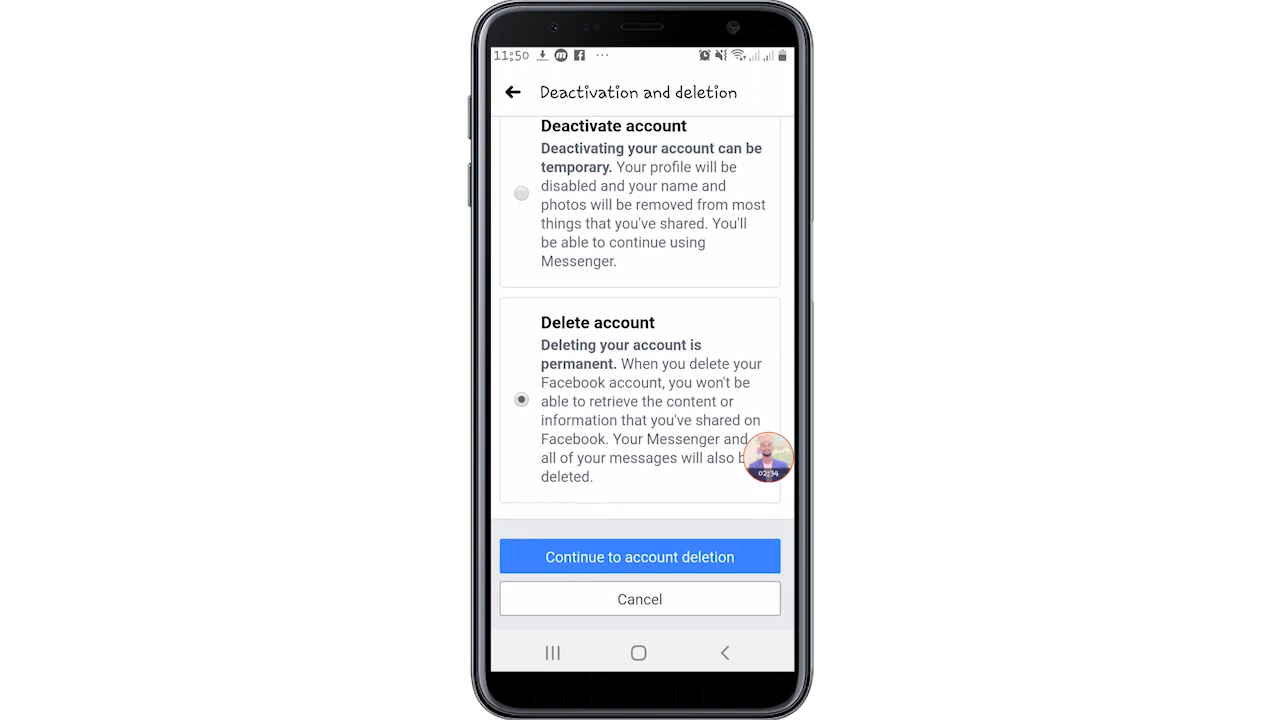 11:50
Deactivation and deletion
Deactivate account
Deactivating your account can be
temporary. Your profile will be
disabled and your name and
photos will be removed from most
things that you've shared. You'll
be able to continue using
Messenger.
Delete account
Deleting your account is
permanent. When you delete your
Facebook account, you won't be
able to retrieve the content or
information that you've shared on
Facebook. Your Messenger and
all of your messages will also b
deleted.
02:34
Continue to account deletion
Cancel